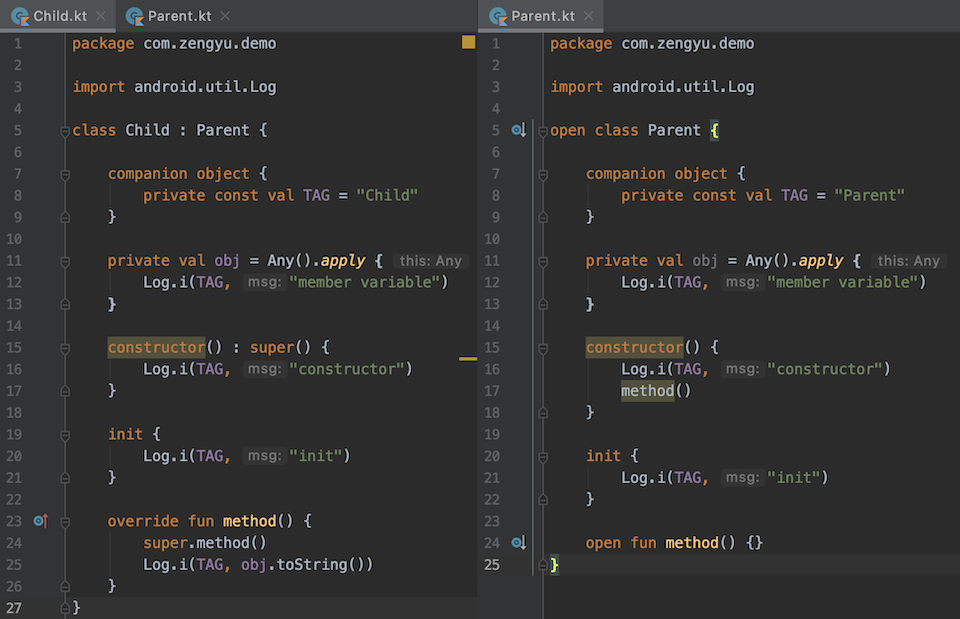 Child.kt
Parent.kt
1 package com.zengyu.demo
2
3 import android.util.Log
4
5 class Child : Parent {
6
7 companion object {
8 private const val TAG = "Child"
9 }
10
11 private val obj = Any().apply { this: Any
12 Log.i(TAG, msg: "member variable")
13 }
14
15 constructor() : super() {
16 Log.i(TAG, msg: "constructor")
17 }
18
19 init {
20 Log.i(TAG, msg: "init")
21 }
22
23 override fun method() {
24 super.method()
25 Log.i(TAG, obj.toString())
26 }
27 }
Parent.kt
1 package com.zengyu.demo
2
3 import android.util.Log
4
5 open class Parent {
6
7 companion object {
8 private const val TAG = "Parent"
9 }
10
11 private val obj = Any().apply { this: Any
12 Log.i(TAG, msg: "member variable")
13 }
14
15 constructor() {
16 Log.i(TAG, msg: "constructor")
17 method()
18 }
19
20 init {
21 Log.i(TAG, msg: "init")
22 }
23
24 open fun method() {}
25 }